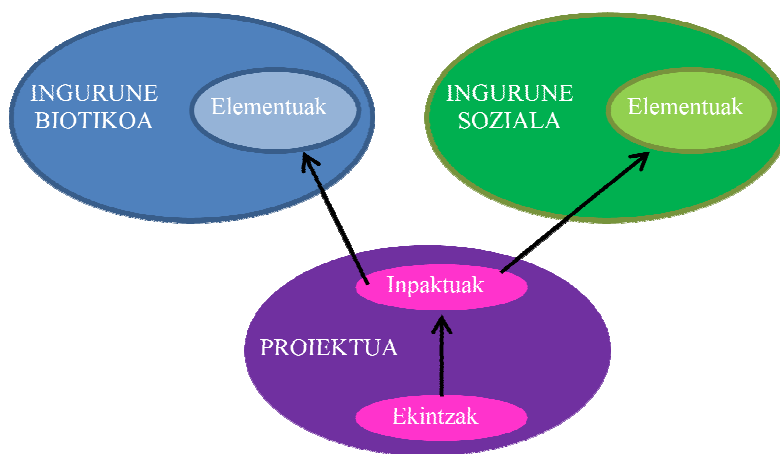 INGURUNE
BIOTIKOA
Elementuak
INGURUNE
SOZIALA
Elementuak
Inpaktuak
PROIEKTUA
Ekintzak